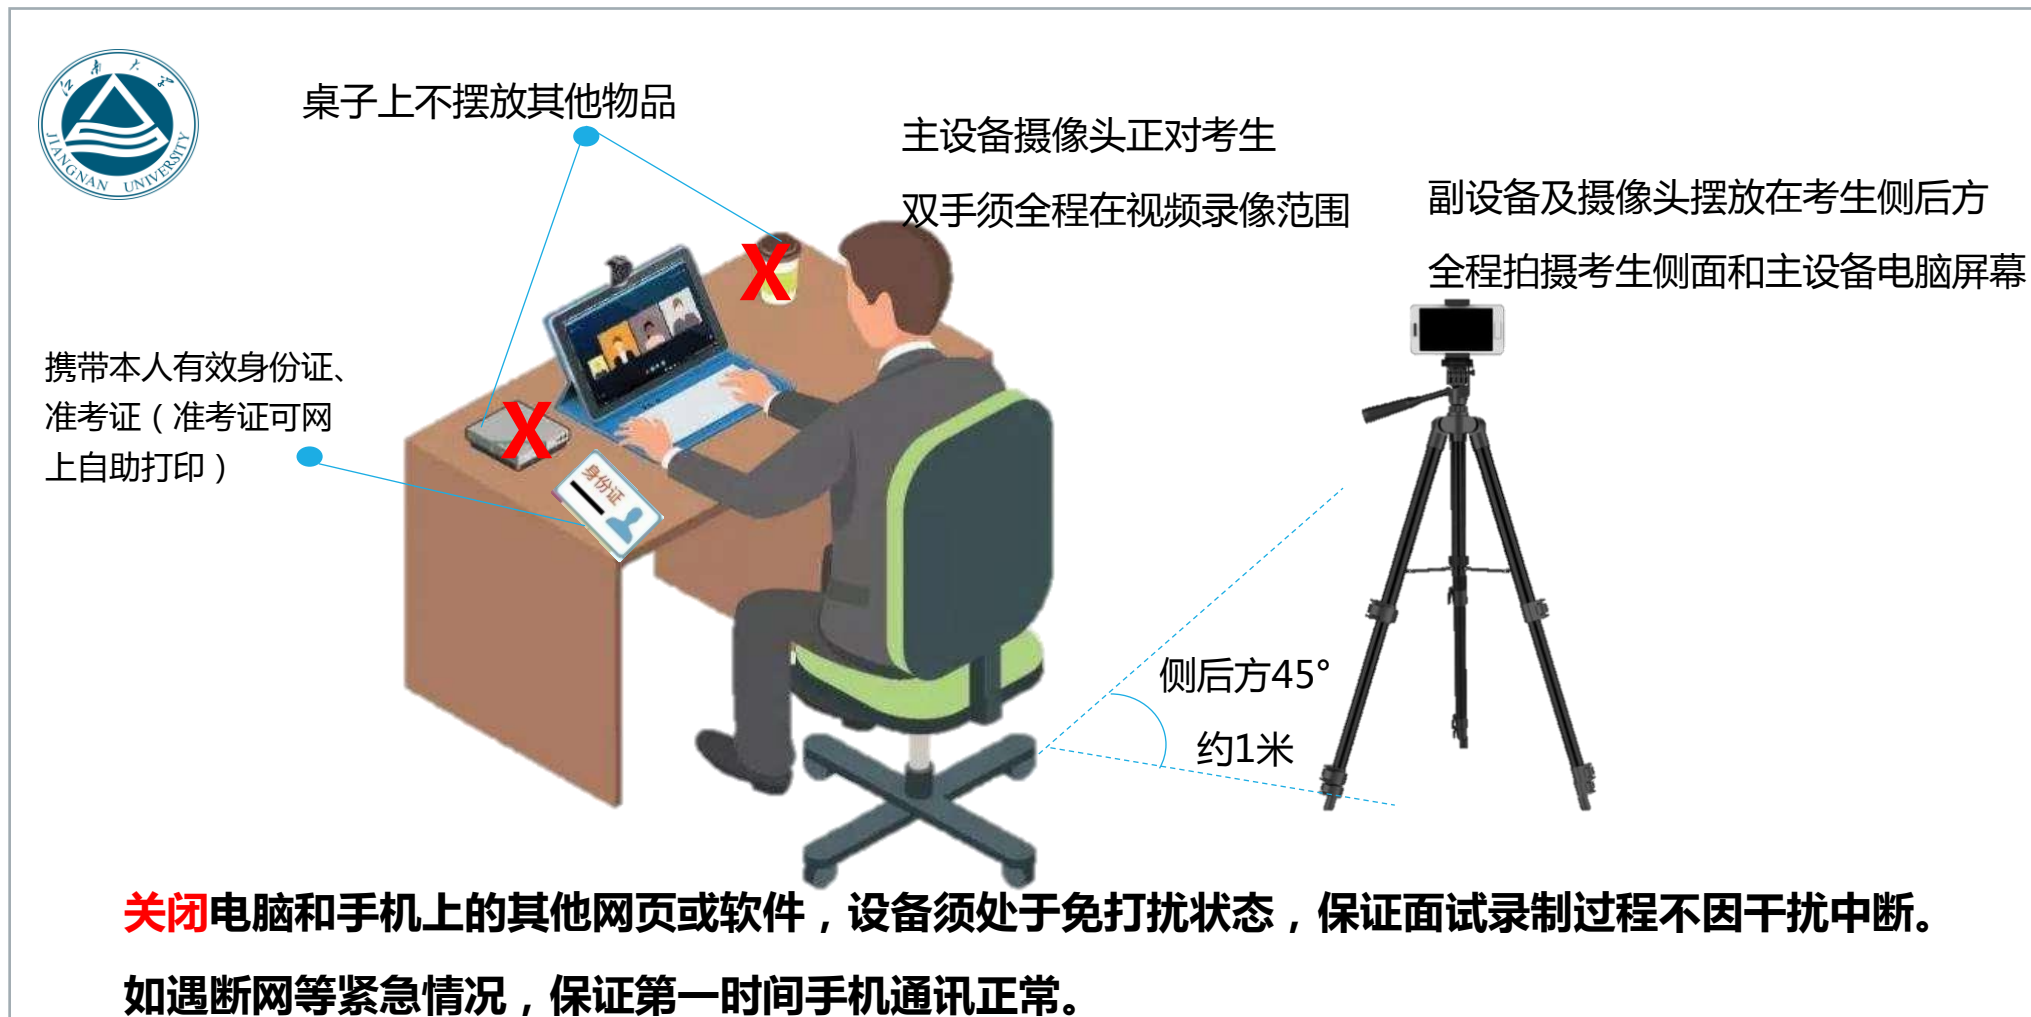 江南大学
JIANGNAN UNIVERSITY
桌子上不摆放其他物品
主设备摄像头正对考生
双手须全程在视频录像范围
副设备及摄像头摆放在考生侧后方
全程拍摄考生侧面和主设备电脑屏幕
携带本人有效身份证、
准考证（准考证可网
上自助打印）
X
X
身份证
侧后方45°
约1米
关闭电脑和手机上的其他网页或软件，设备须处于免打扰状态，保证面试录制过程不因干扰中断。
如遇断网等紧急情况，保证第一时间手机通讯正常。